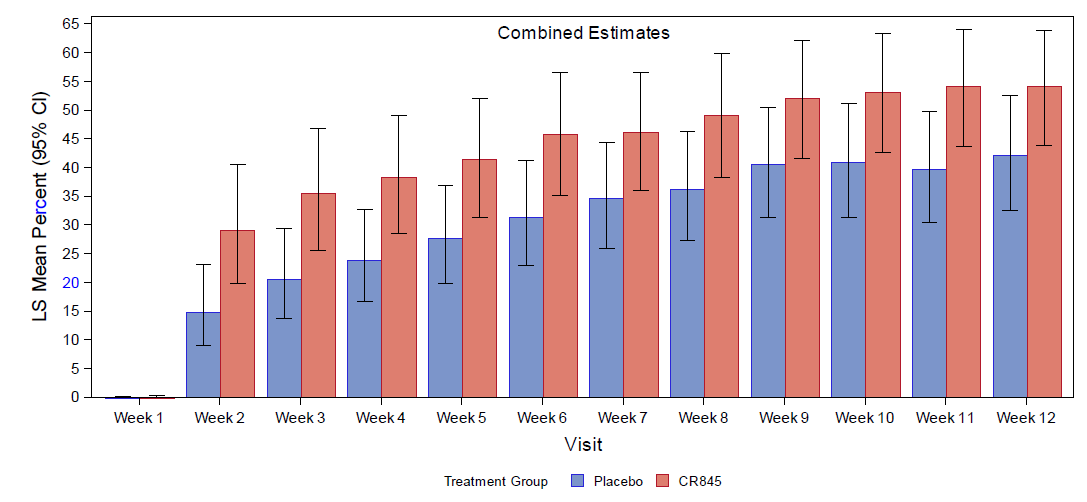 Combined Estimates
LS Mean Percent (95% CI)
65
60
55
50
45
40
35
30
25
20
15
10
5
0
Week 1 Week 2 Week 3 Week 4 Week 5 Week 6 Week 7 Week 8 Week 9 Week 10 Week 11 Week 12
Visit
Treatment Group Placebo CR845